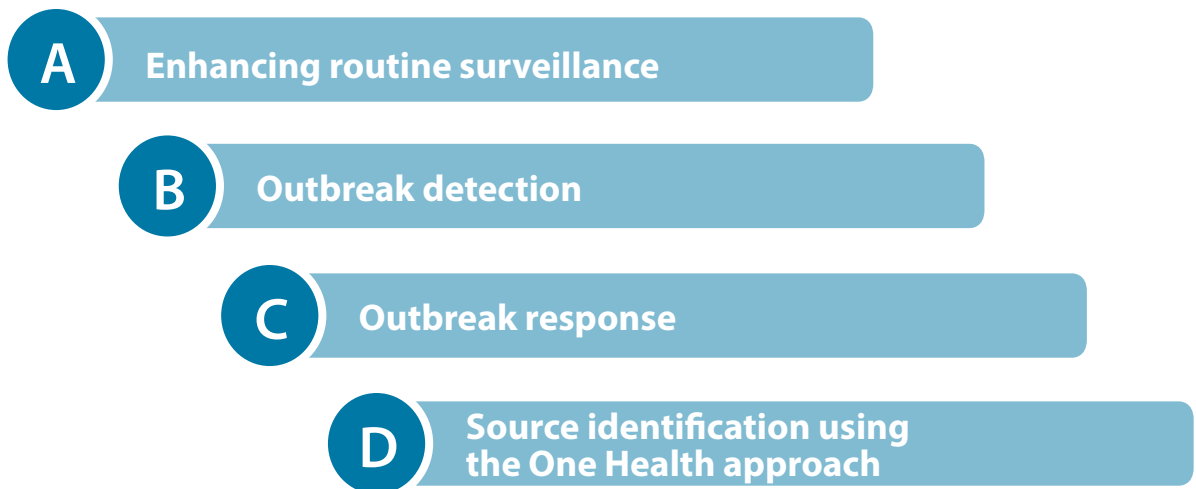 A
Enhancing routine surveillance
B
Outbreak detection
C
Outbreak response
D
Source identification using
the One Health approach